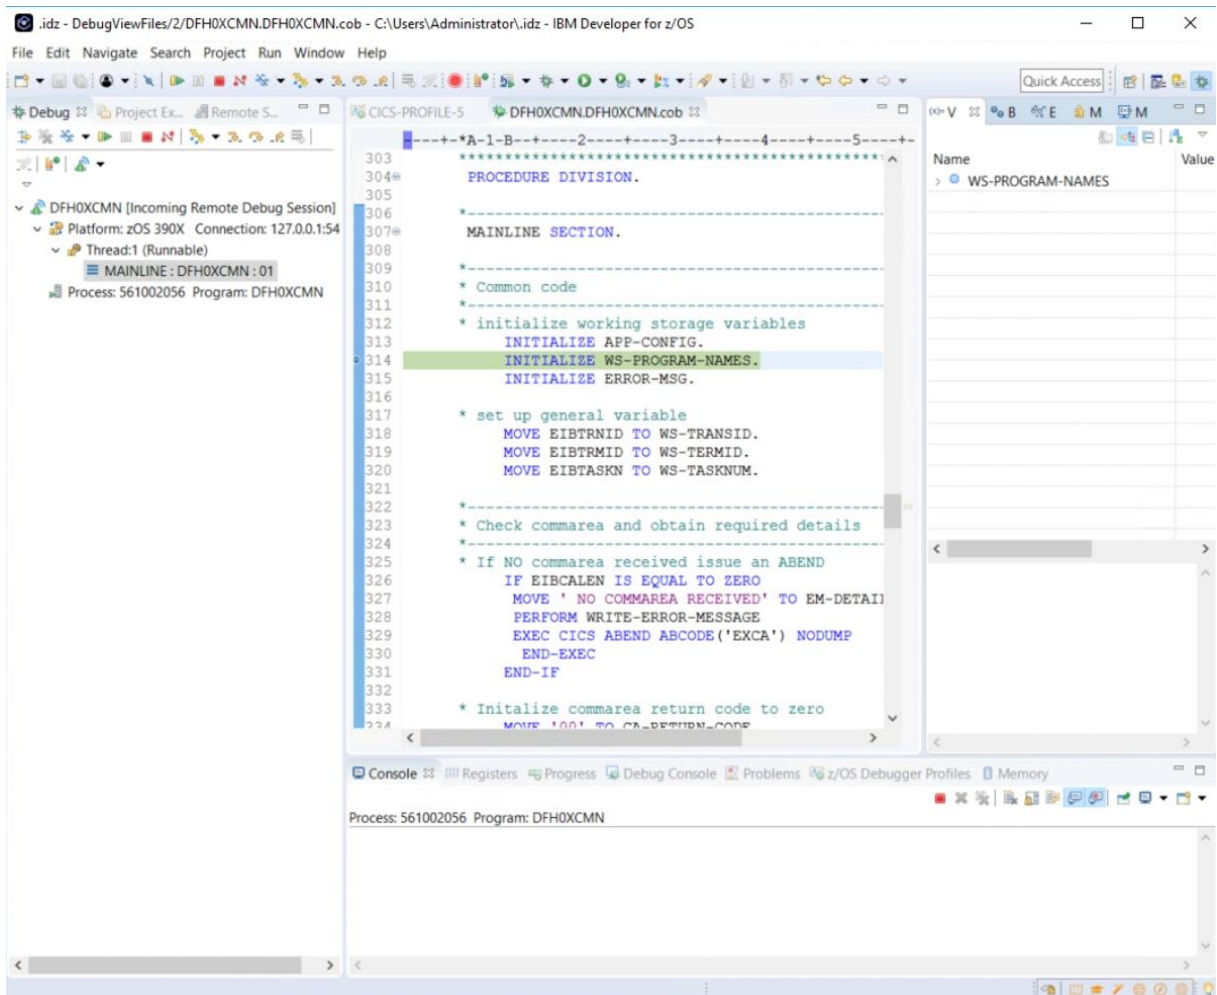 .idz - DebugViewFiles/2/DFH0XCMN.DFH0XCMN.cob - C:\Users\Administrator\.idz - IBM Developer for z/OS
File Edit Navigate Search Project Run Window Help
Quick Access
Debug Project Ex... Remote S...
DFH0XCMN [Incoming Remote Debug Session]
Platform: zOS 390X Connection: 127.0.0.1:54
Thread:1 (Runnable)
MAINLINE : DFH0XCMN : 01
Process: 561002056 Program: DFH0XCMN
CICS-PROFILE-5 DFH0XCMN.DFH0XCMN.cob
----+-*A-1-B--+----2----+----3----+----4----+----5----+-
303 ***********************************************
304 PROCEDURE DIVISION.
305
306 *----------------------------------------------
307 MAINLINE SECTION.
308
309 *----------------------------------------------
310 * Common code
311 *----------------------------------------------
312 * initialize working storage variables
313 INITIALIZE APP-CONFIG.
314 INITIALIZE WS-PROGRAM-NAMES.
315 INITIALIZE ERROR-MSG.
316
317 * set up general variable
318 MOVE EIBTRNID TO WS-TRANSID.
319 MOVE EIBTRMID TO WS-TERMID.
320 MOVE EIBTASKN TO WS-TASKNUM.
321
322 *----------------------------------------------
323 * Check commarea and obtain required details
324 *----------------------------------------------
325 * If NO commarea received issue an ABEND
326 IF EIBCALEN IS EQUAL TO ZERO
327 MOVE ' NO COMMAREA RECEIVED' TO EM-DETAI
328 PERFORM WRITE-ERROR-MESSAGE
329 EXEC CICS ABEND ABCODE('EXCA') NODUMP
330 END-EXEC
331 END-IF
332
333 * Initalize commarea return code to zero
334 MOVE '00' TO CA-RETURN-CODE
V B E M M
Name Value
WS-PROGRAM-NAMES
Console Registers Progress Debug Console Problems z/OS Debugger Profiles Memory
Process: 561002056 Program: DFH0XCMN